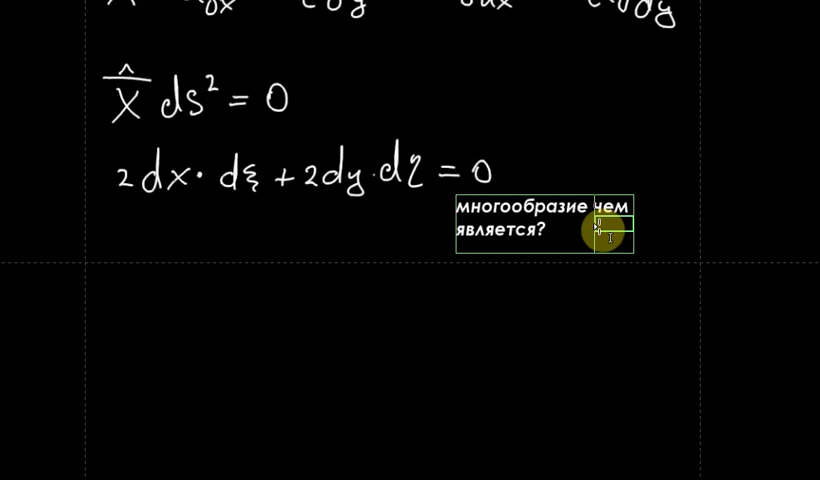 X̂ ds² = 0
2dx · dξ + 2dy · dη = 0
многообразие чем
является?